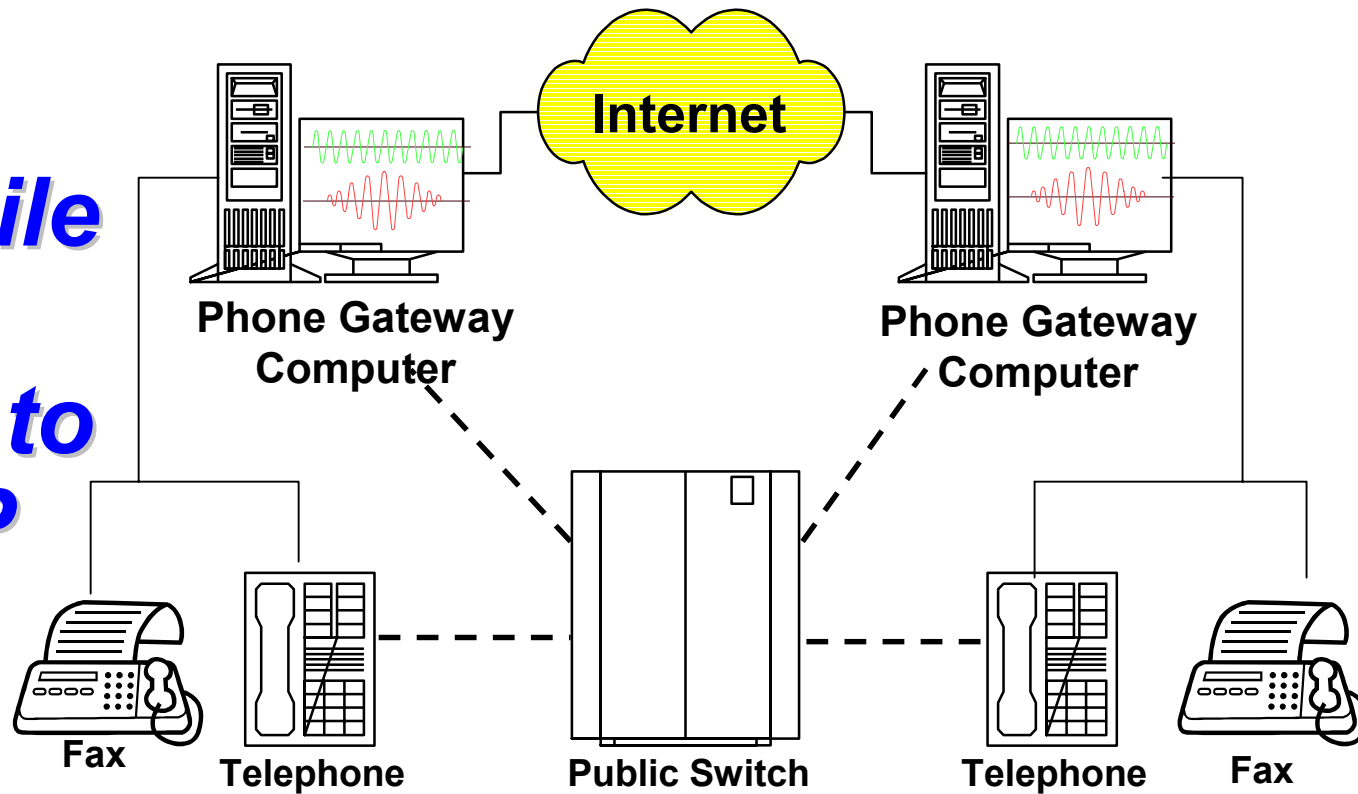 Internet
ile
Phone Gateway
Computer
Phone Gateway
Computer
to
Fax
Telephone
Public Switch
Telephone
Fax